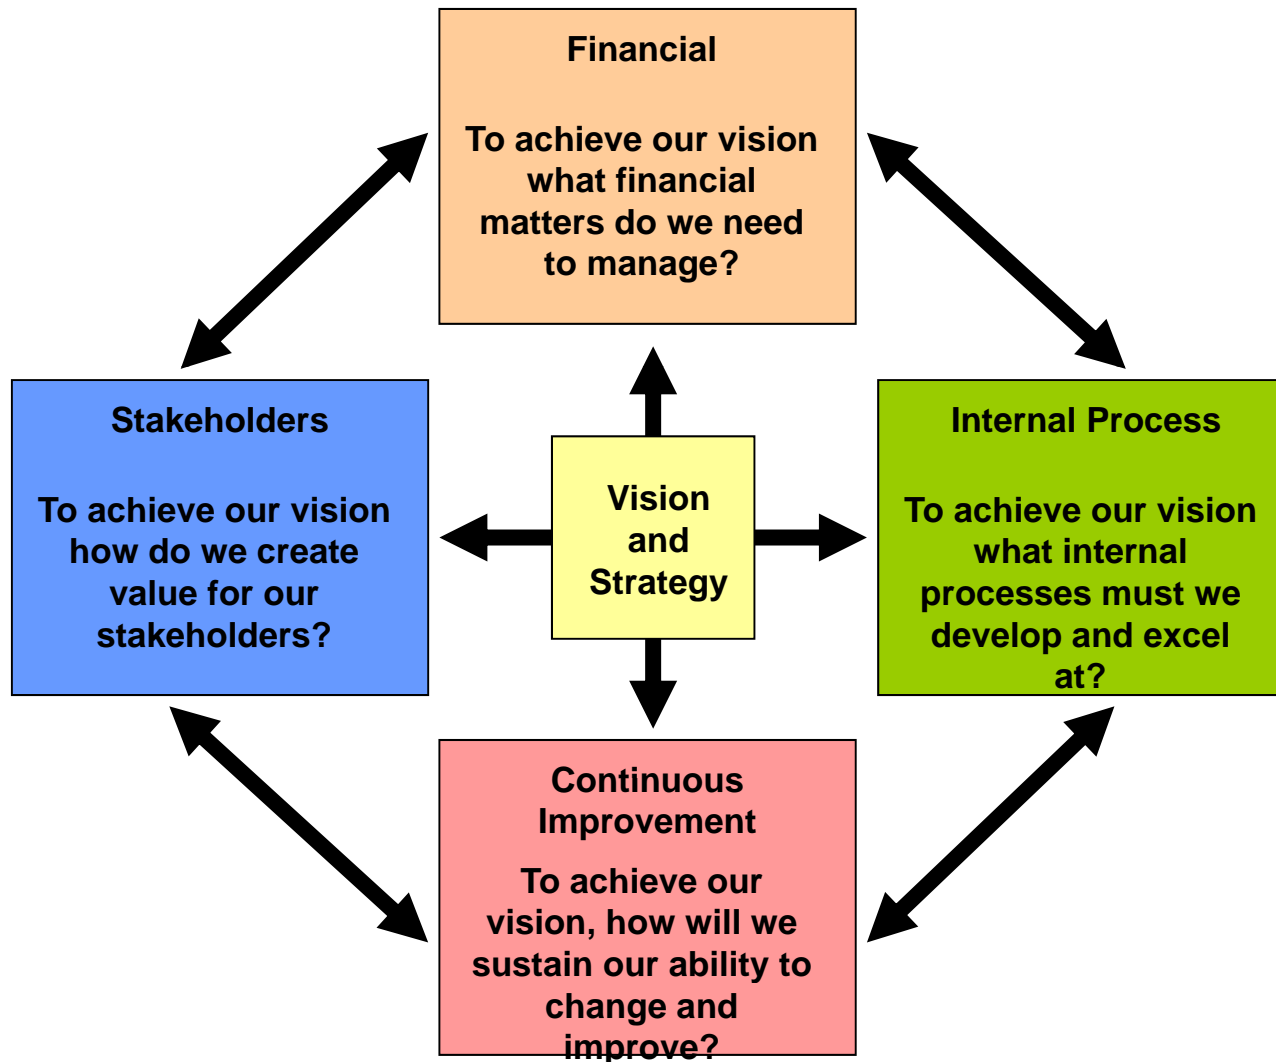 Financial
To achieve our vision
what financial
matters do we need
to manage?
Stakeholders
To achieve our vision
how do we create
value for our
stakeholders?
Vision
and
Strategy
Internal Process
To achieve our vision
what internal
processes must we
develop and excel
at?
Continuous
Improvement
To achieve our
vision, how will we
sustain our ability to
change and
improve?